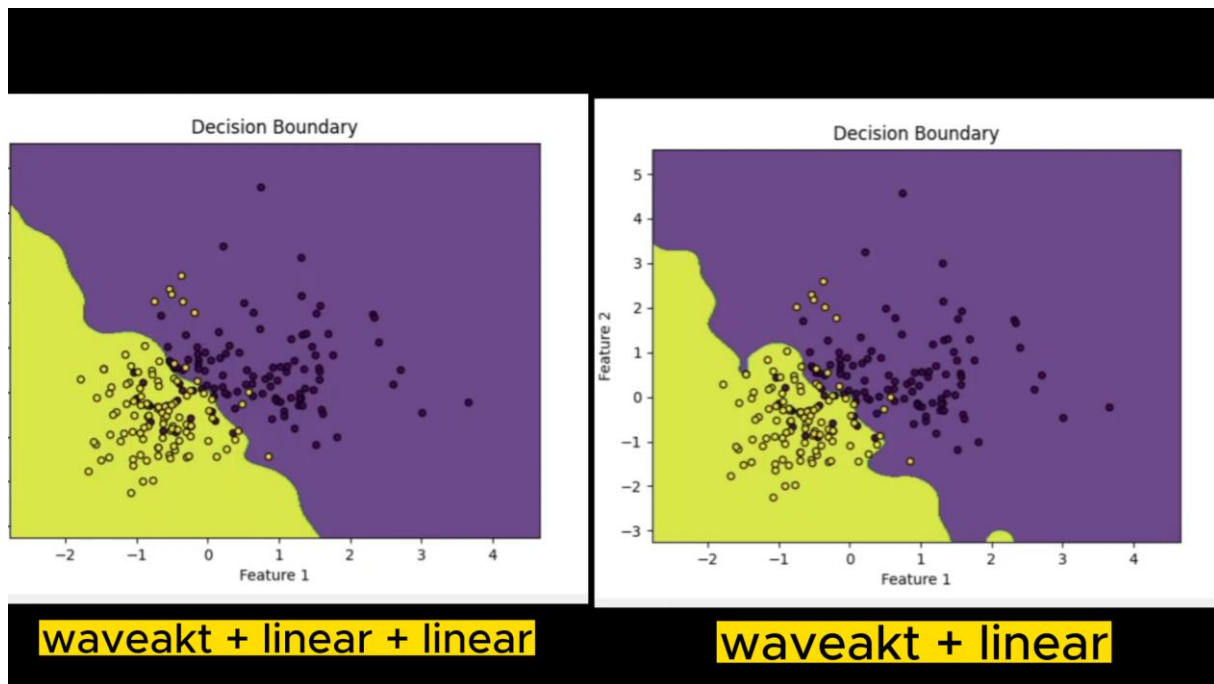 Decision Boundary
−2 −1 0 1 2 3 4
Feature 1
waveakt + linear + linear
Decision Boundary
5
4
3
2
1
0
−1
−2
−3
Feature 2
−2 −1 0 1 2 3 4
Feature 1
waveakt + linear